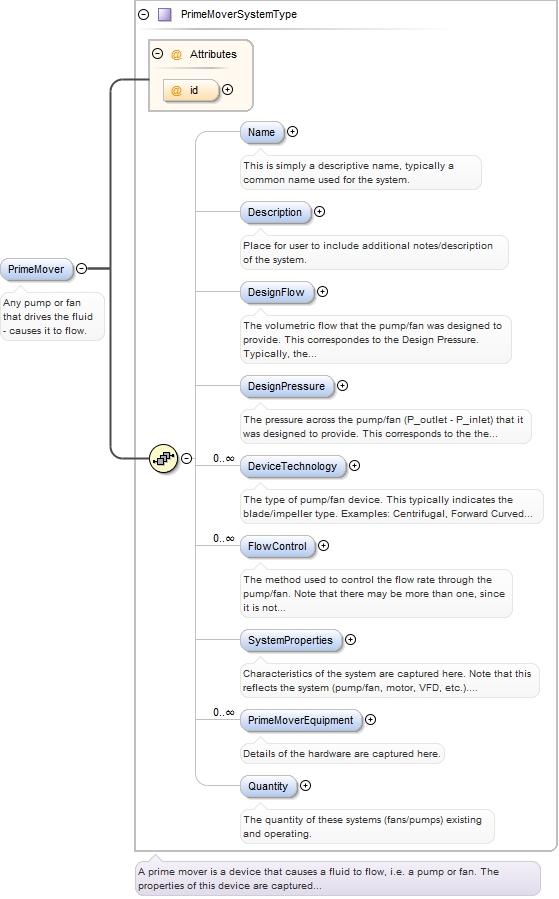 PrimeMoverSystemType
@ Attributes
@ id
PrimeMover
Any pump or fan
that drives the fluid
- causes it to flow.
Name
This is simply a descriptive name, typically a
common name used for the system.
Description
Place for user to include additional notes/description
of the system.
DesignFlow
The volumetric flow that the pump/fan was designed to
provide. This correspondes to the Design Pressure.
Typically, the...
DesignPressure
The pressure across the pump/fan (P_outlet - P_inlet) that it
was designed to provide. This corresponds to the the...
0..∞
DeviceTechnology
The type of pump/fan device. This typically indicates the
blade/impeller type. Examples: Centrifugal, Forward Curved...
0..∞
FlowControl
The method used to control the flow rate through the
pump/fan. Note that there may be more than one, since
it is not...
SystemProperties
Characteristics of the system are captured here. Note that this
reflects the system (pump/fan, motor, VFD, etc.)....
0..∞
PrimeMoverEquipment
Details of the hardware are captured here.
Quantity
The quantity of these systems (fans/pumps) existing
and operating.
A prime mover is a device that causes a fluid to flow, i.e. a pump or fan. The
properties of this device are captured...